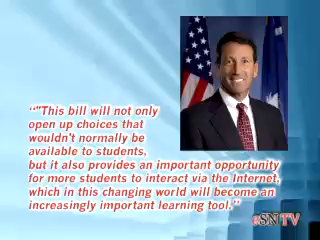 “"This bill will not only
open up choices that
wouldn't normally be
available to students,
but it also provides an important opportunity
for more students to interact via the Internet,
which in this changing world will become an
increasingly important learning tool.”
eSNTV